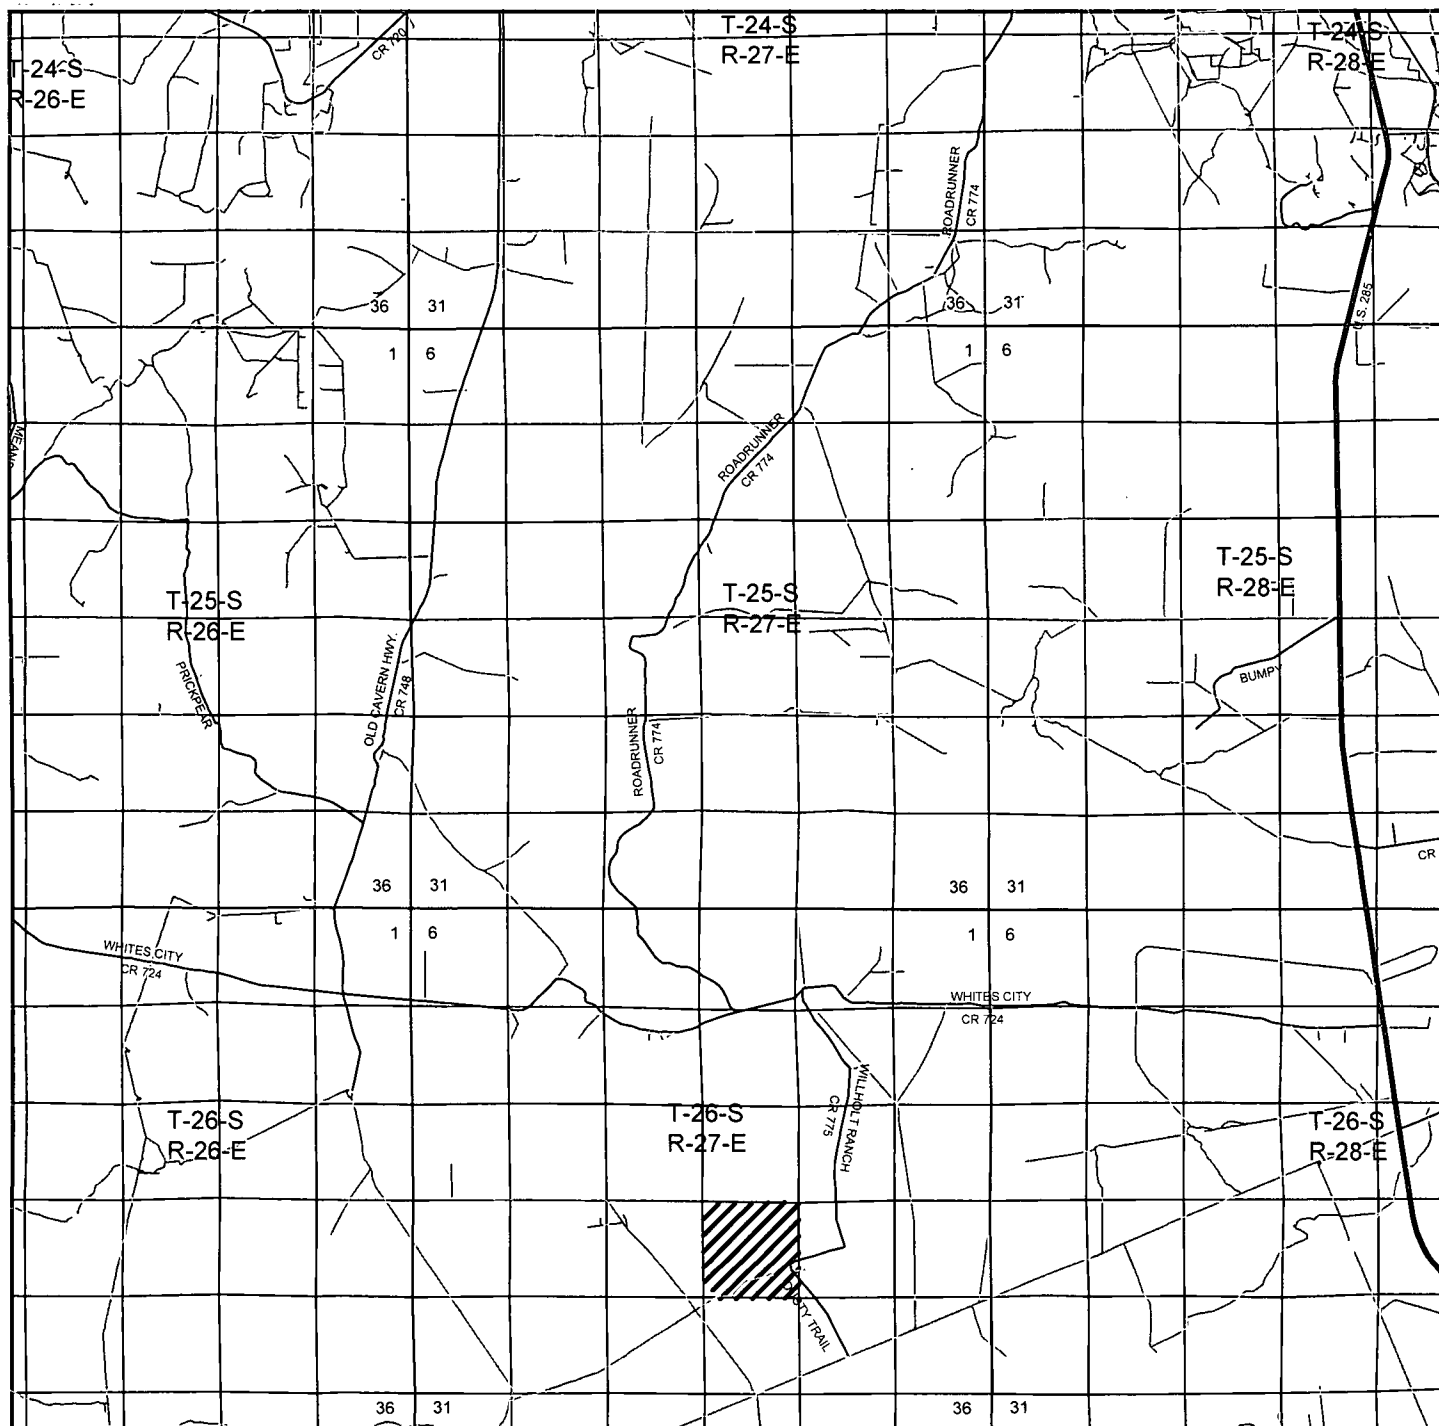 T-24-S
R-27-E
T-24-S
R-28-E
CR 720
T-24-S
R-26-E
ROADRUNNER
CR 774
36 31
36 31
U.S. 285
1 6
1 6
ROADRUNNER
CR 774
T-25-S
R-28-E
T-25-S
R-26-E
T-25-S
R-27-E
PRICKPEAR
OLD CAVERN HWY.
CR 748
BUMPY
ROADRUNNER
CR 774
CR
36 31
36 31
1 6
1 6
WHITES CITY
CR 724
WHITES CITY
CR 724
WILLHOLT RANCH
CR 775
T-26-S
R-26-E
T-26-S
R-27-E
T-26-S
R-28-E
TRAIL
36 31
36 31